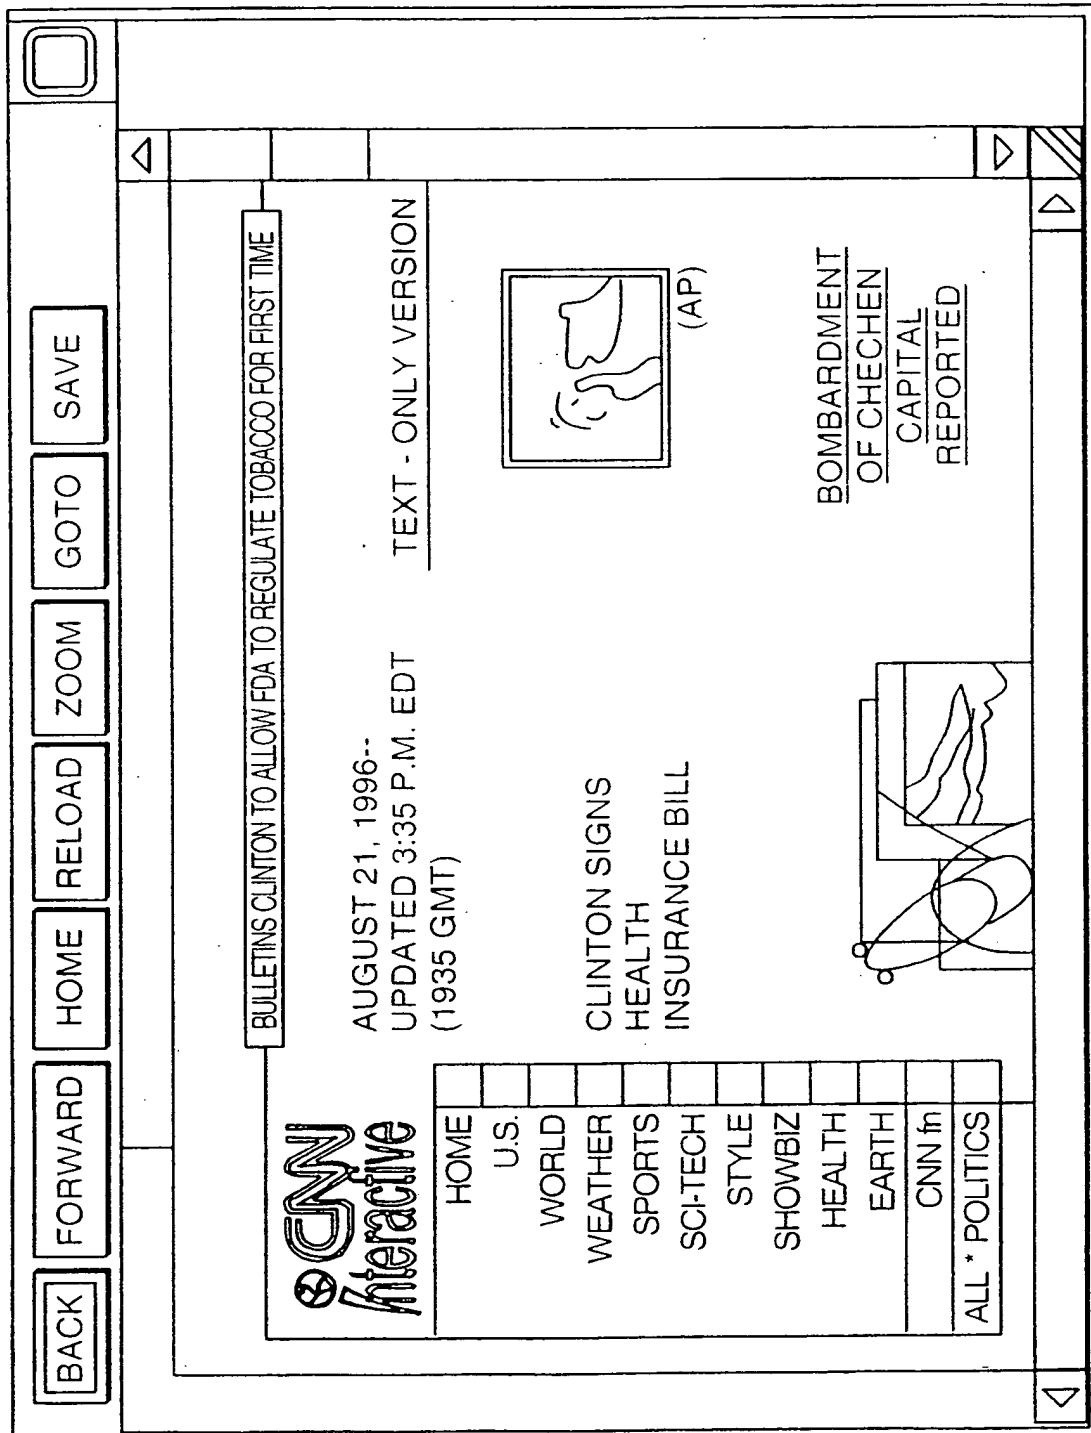 BACK
FORWARD
HOME
RELOAD
ZOOM
GOTO
SAVE
BULLETINS CLINTON TO ALLOW FDA TO REGULATE TOBACCO FOR FIRST TIME
CNN
Interactive
AUGUST 21, 1996--
UPDATED 3:35 P.M. EDT
(1935 GMT)
TEXT - ONLY VERSION
HOME
U.S.
WORLD
WEATHER
SPORTS
SCI-TECH
STYLE
SHOWBIZ
HEALTH
EARTH
CNN fn
ALL * POLITICS
CLINTON SIGNS
HEALTH
INSURANCE BILL
(AP)
BOMBARDMENT
OF CHECHEN
CAPITAL
REPORTED